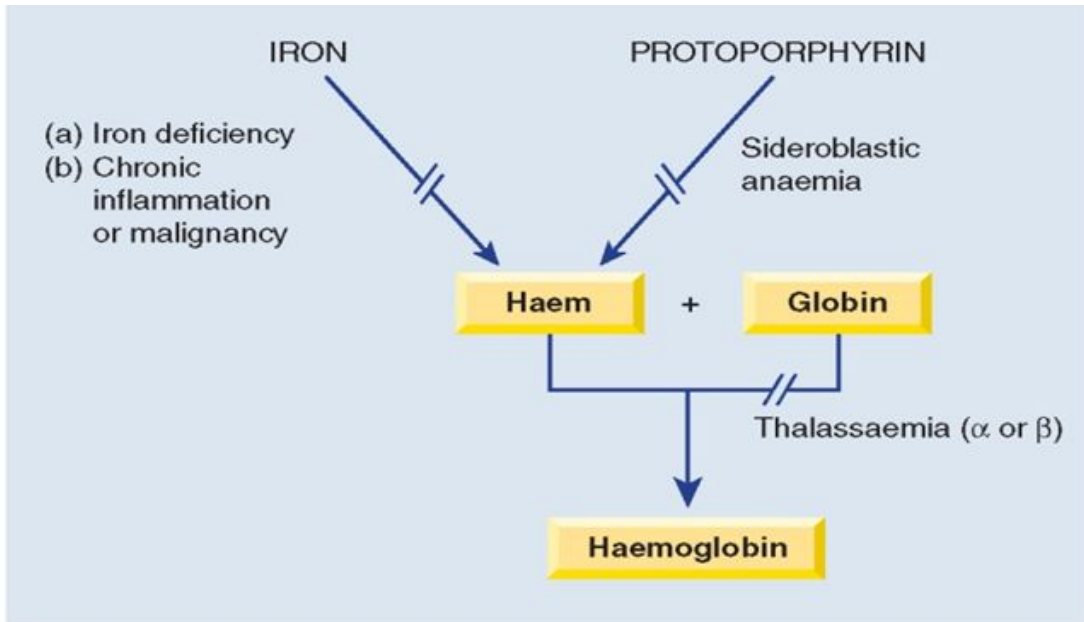 IRON
PROTOPORPHYRIN
(a) Iron deficiency
(b) Chronic
inflammation
or malignancy
Sideroblastic
anaemia
Haem + Globin
Thalassaemia (α or β)
Haemoglobin